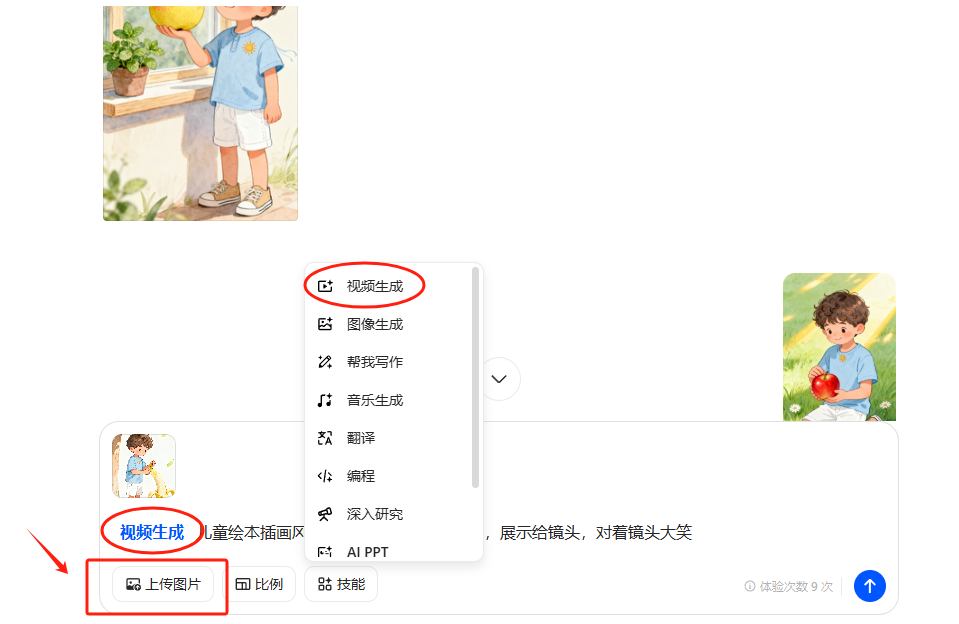 视频生成
图像生成
帮我写作
音乐生成
翻译
编程
深入研究
AI PPT
视频生成 儿童绘本插画风 ，展示给镜头，对着镜头大笑
上传图片 比例 技能 体验次数 9 次